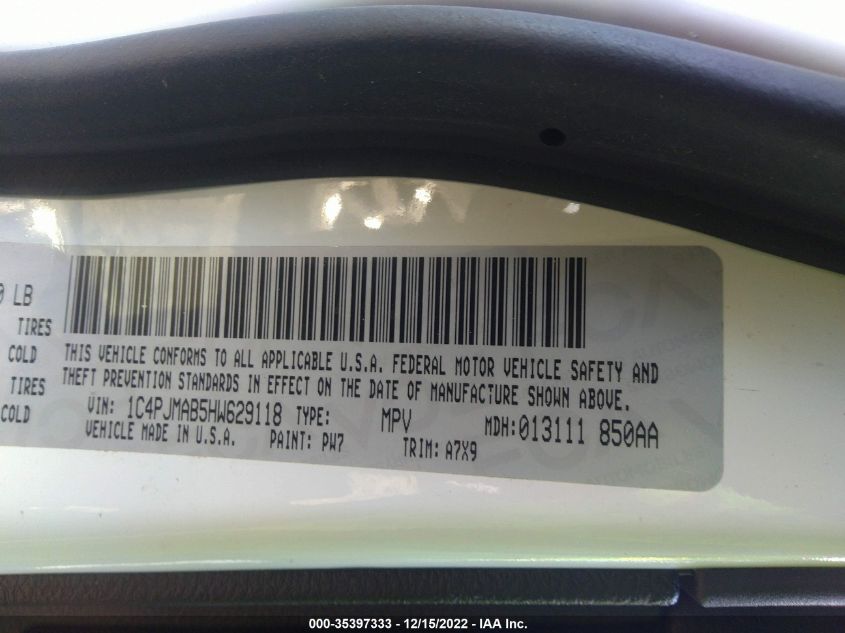 0 LB
TIRES
COLD
TIRES
COLD
THIS VEHICLE CONFORMS TO ALL APPLICABLE U.S.A. FEDERAL MOTOR VEHICLE SAFETY AND
THEFT PREVENTION STANDARDS IN EFFECT ON THE DATE OF MANUFACTURE SHOWN ABOVE.
VIN: 1C4PJMAB5HW629118 TYPE: MPV MDH:013111 850AA
VEHICLE MADE IN U.S.A. PAINT: PW7 TRIM: A7X9
000-35397333 - 12/15/2022 - IAA Inc.